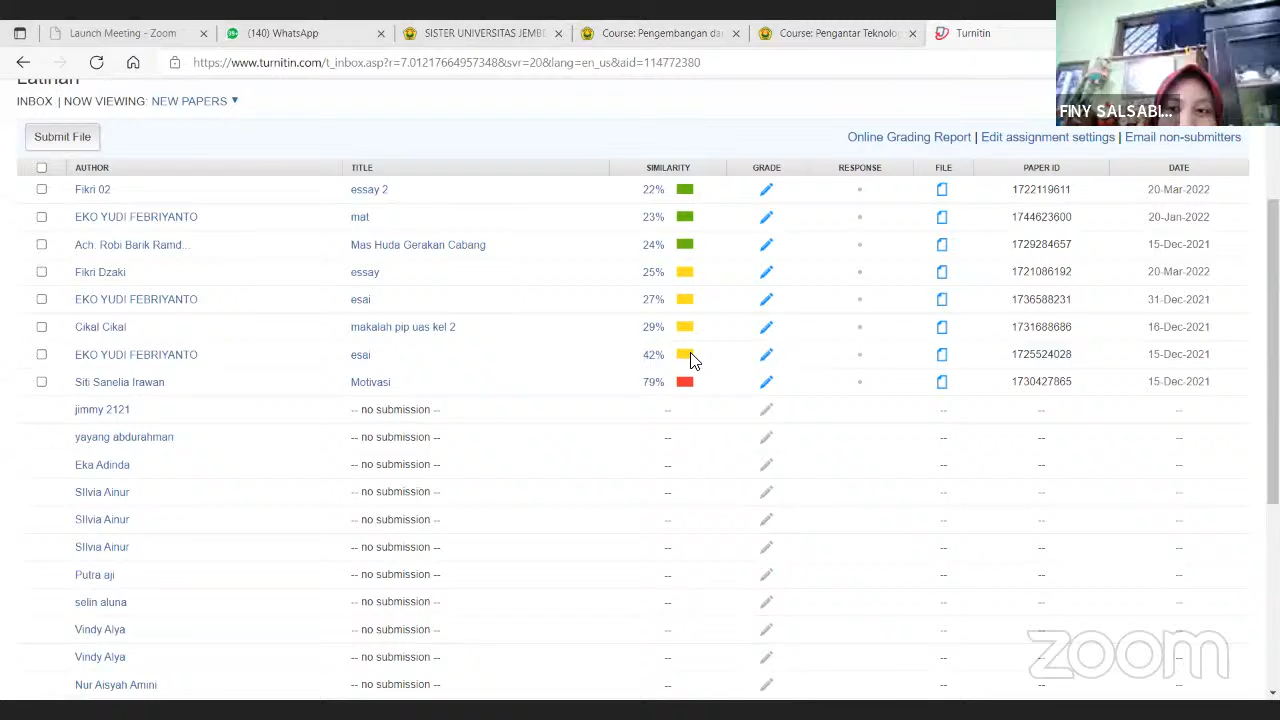 Launch Meeting - Zoom
(140) WhatsApp
SISTER UNIVERSITAS JEMBE
Course: Pengembangan dan
Course: Pengantar Teknolog
Turnitin
https://www.turnitin.com/t_inbox.asp?r=7.01217664957348&svr=20&lang=en_us&aid=114772380
FINY SALSABI...
Latihan
INBOX | NOW VIEWING: NEW PAPERS ▼
Submit File
Online Grading Report | Edit assignment settings | Email non-submitters
AUTHOR TITLE SIMILARITY GRADE RESPONSE FILE PAPER ID DATE
Fikri 02 essay 2 22% 1722119611 20-Mar-2022
EKO YUDI FEBRIYANTO mat 23% 1744623600 20-Jan-2022
Ach. Robi Barik Ramd... Mas Huda Gerakan Cabang 24% 1729284657 15-Dec-2021
Fikri Dzaki essay 25% 1721086192 20-Mar-2022
EKO YUDI FEBRIYANTO esai 27% 1736588231 31-Dec-2021
Cikal Cikal makalah pip uas kel 2 29% 1731688686 16-Dec-2021
EKO YUDI FEBRIYANTO esai 42% 1725524028 15-Dec-2021
Siti Sanelia Irawan Motivasi 79% 1730427865 15-Dec-2021
jimmy 2121 -- no submission -- -- -- -- --
yayang abdurahman -- no submission -- -- -- -- --
Eka Adinda -- no submission -- -- -- -- --
SIlvia Ainur -- no submission -- -- -- -- --
SIlvia Ainur -- no submission -- -- -- -- --
SIlvia Ainur -- no submission -- -- -- -- --
Putra aji -- no submission -- -- -- -- --
selin aluna -- no submission -- -- -- -- --
Vindy Alya -- no submission -- -- -- -- --
Vindy Alya -- no submission -- -- -- -- --
Nur Aisyah Amini -- no submission -- -- -- -- --
zoom